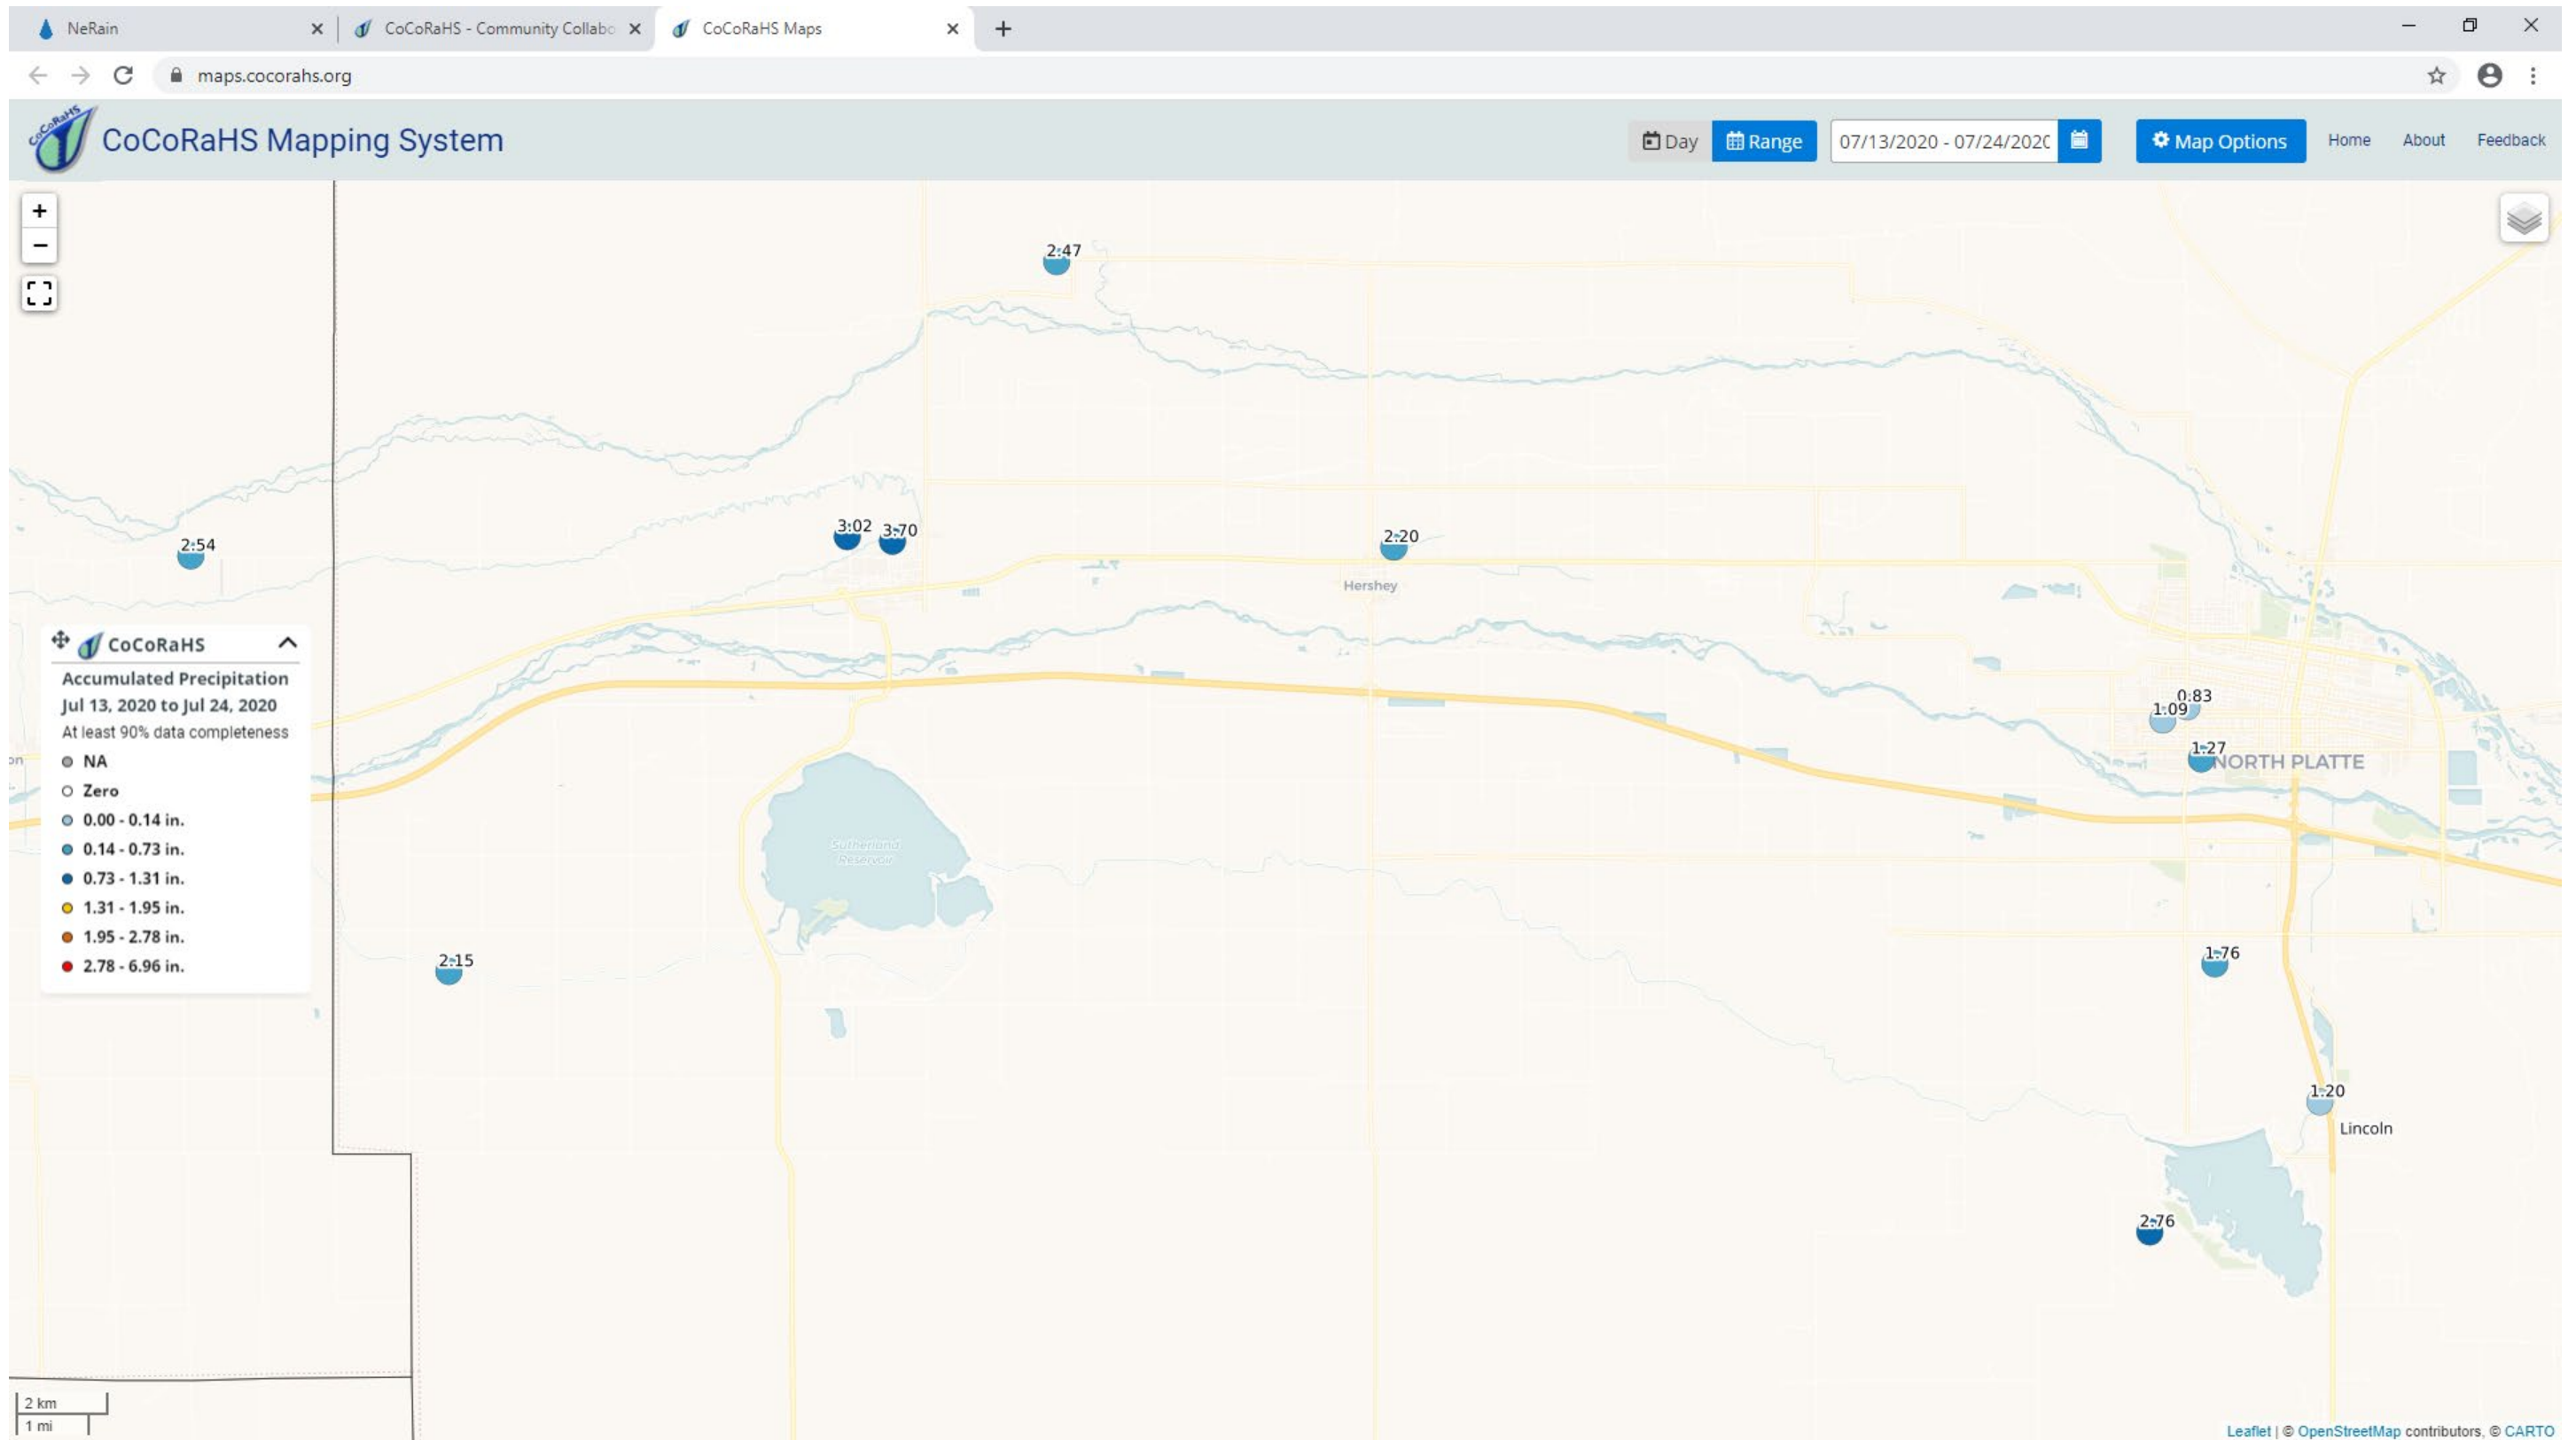 NeRain
CoCoRaHS - Community Collabo
CoCoRaHS Maps
maps.cocorahs.org
CoCoRaHS
CoCoRaHS Mapping System
Day
Range
07/13/2020 - 07/24/202
Map Options
Home
About
Feedback
+
−
2.47
3.02
3.70
2.20
2.54
Hershey
CoCoRaHS
Accumulated Precipitation
Jul 13, 2020 to Jul 24, 2020
At least 90% data completeness
NA
Zero
0.00 - 0.14 in.
0.14 - 0.73 in.
0.73 - 1.31 in.
1.31 - 1.95 in.
1.95 - 2.78 in.
2.78 - 6.96 in.
on
0.83
1.09
1.27
NORTH PLATTE
Sutherland
Reservoir
2.15
1.76
1.20
Lincoln
2.76
2 km
1 mi
Leaflet | © OpenStreetMap contributors, © CARTO